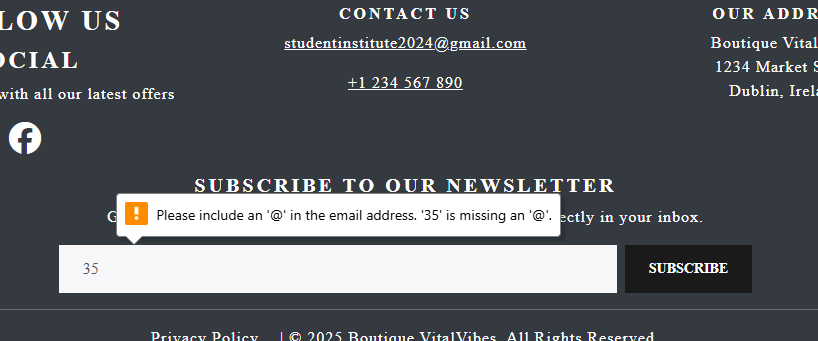 LOW US
OCIAL
with all our latest offers
CONTACT US
studentinstitute2024@gmail.com
+1 234 567 890
OUR ADDR
Boutique Vital
1234 Market S
Dublin, Irel
SUBSCRIBE TO OUR NEWSLETTER
G ectly in your inbox.
Please include an '@' in the email address. '35' is missing an '@'.
35
SUBSCRIBE
Privacy Policy | © 2025 Boutique VitalVibes. All Rights Reserved